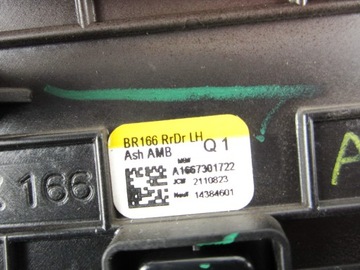 BR166 RrDr LH
Ash AMB Q1
A1667301722
2110823
14384601
166
A